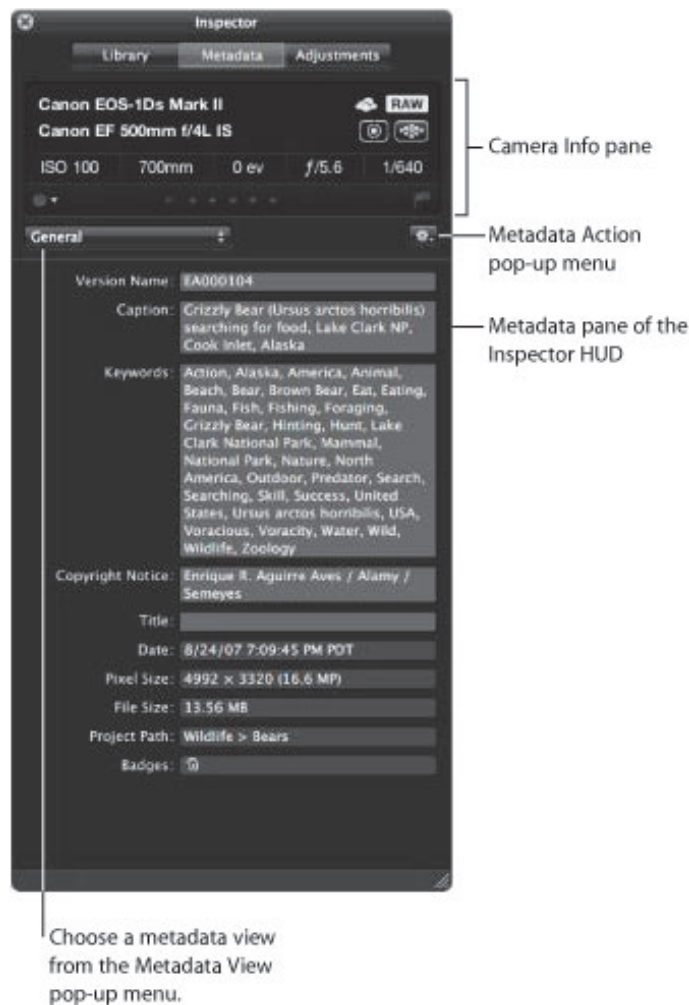 Inspector
Library Metadata Adjustments
Canon EOS-1Ds Mark II RAW
Canon EF 500mm f/4L IS
ISO 100 700mm 0 ev ƒ/5.6 1/640
Camera Info pane
General
Metadata Action
pop-up menu
Version Name: EA000104
Caption: Grizzly Bear (Ursus arctos horribilis)
searching for food, Lake Clark NP,
Cook Inlet, Alaska
Metadata pane of the
Inspector HUD
Keywords: Action, Alaska, America, Animal,
Beach, Bear, Brown Bear, Eat, Eating,
Fauna, Fish, Fishing, Foraging,
Grizzly Bear, Hinting, Hunt, Lake
Clark National Park, Mammal,
National Park, Nature, North
America, Outdoor, Predator, Search,
Searching, Skill, Success, United
States, Ursus arctos horribilis, USA,
Voracious, Voracity, Water, Wild,
Wildlife, Zoology
Copyright Notice: Enrique R. Aguirre Aves / Alamy /
Semeyes
Title:
Date: 8/24/07 7:09:45 PM PDT
Pixel Size: 4992 × 3320 (16.6 MP)
File Size: 13.56 MB
Project Path: Wildlife > Bears
Badges:
Choose a metadata view
from the Metadata View
pop-up menu.